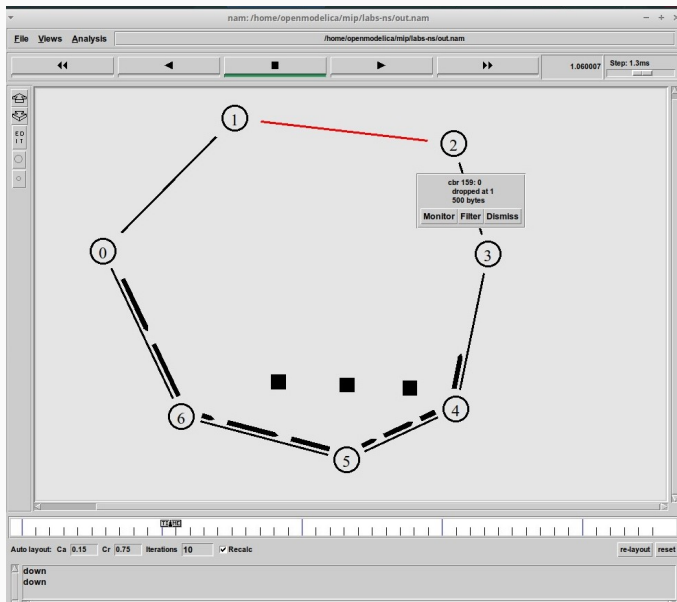 nam: /home/openmodelica/mip/labs-ns/out.nam
File Views Analysis /home/openmodelica/mip/labs-ns/out.nam
1.060007 Step: 1.3ms
E D
I T
1
2
cbr 159: 0
dropped at 1
500 bytes
Monitor Filter Dismiss
0
3
6
4
5
Auto layout: Ca 0.15 Cr 0.75 Iterations 10 Recalc re-layout reset
down
down